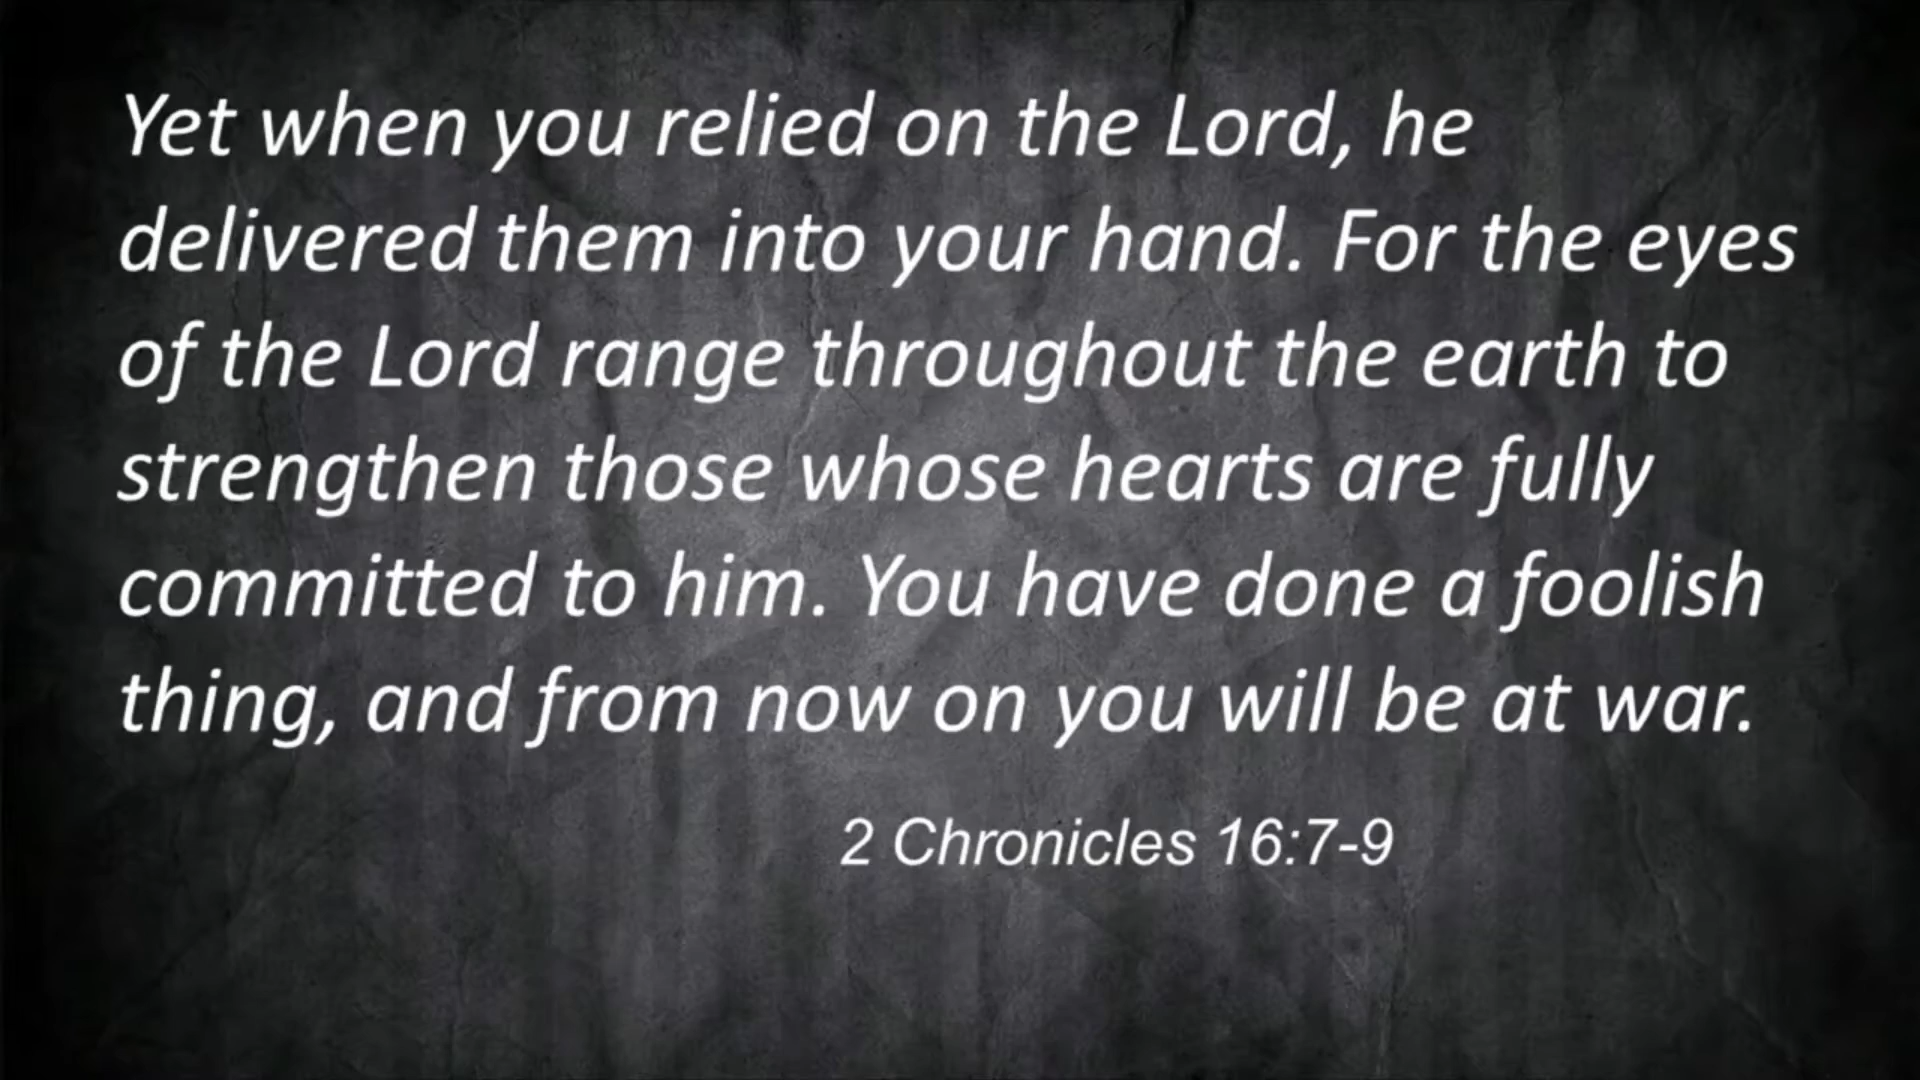 Yet when you relied on the Lord, he
delivered them into your hand. For the eyes
of the Lord range throughout the earth to
strengthen those whose hearts are fully
committed to him. You have done a foolish
thing, and from now on you will be at war.
2 Chronicles 16:7-9